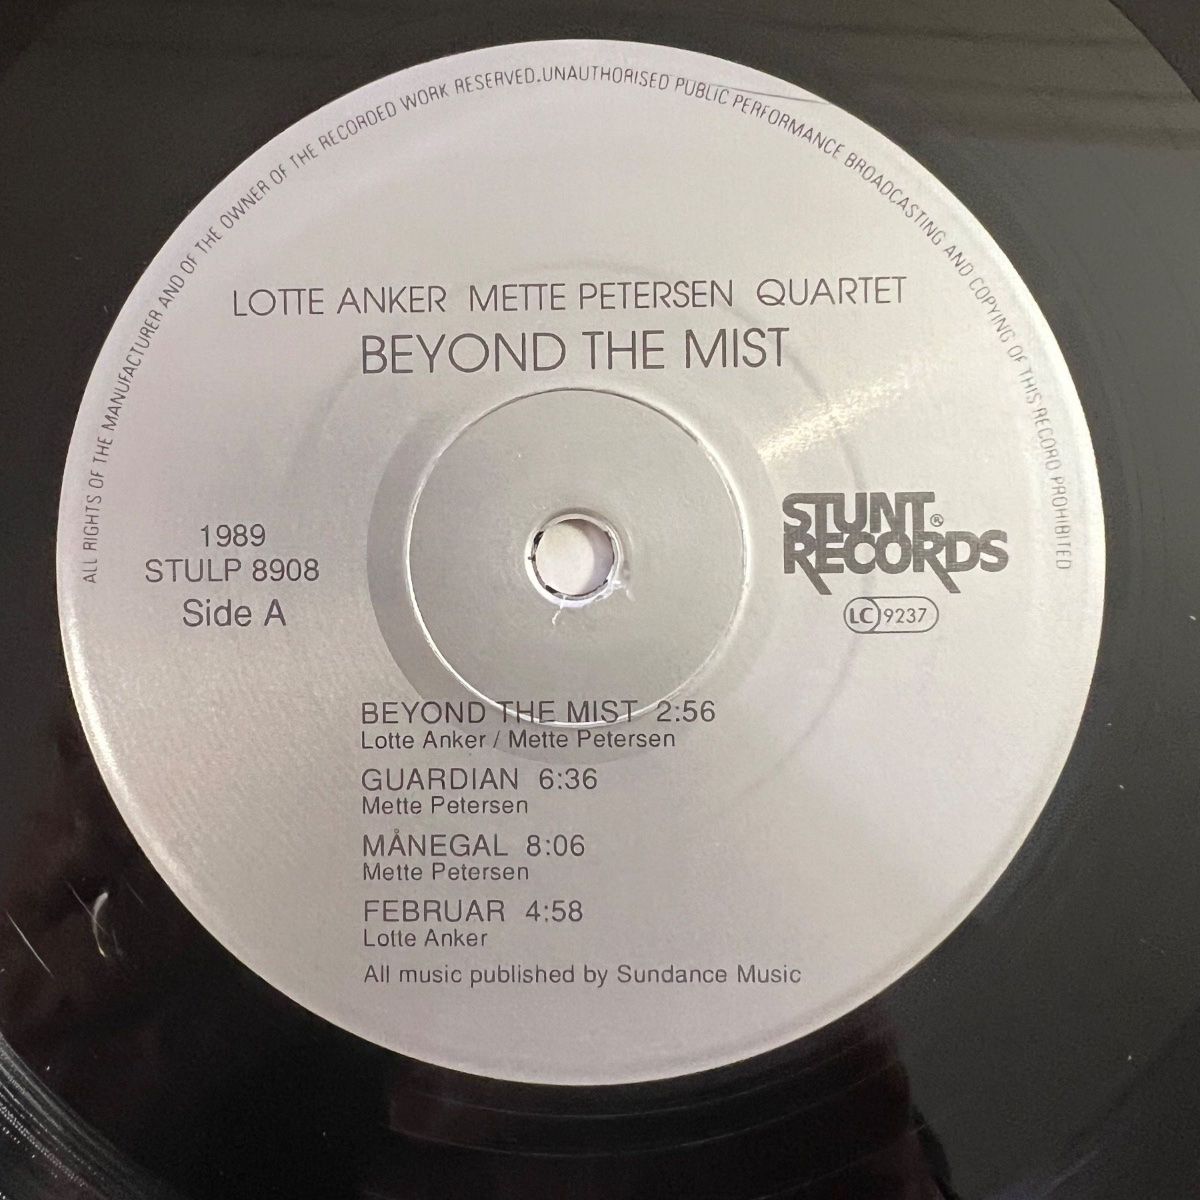 ALL RIGHTS OF THE MANUFACTURER AND OF THE OWNER OF THE RECORDED WORK RESERVED. UNAUTHORISED PUBLIC PERFORMANCE BROADCASTING AND COPYING OF THIS RECORD PROHIBITED
LOTTE ANKER METTE PETERSEN QUARTET
BEYOND THE MIST
1989
STULP 8908
Side A
STUNT
RECORDS®
LC 9237
BEYOND THE MIST 2:56
Lotte Anker / Mette Petersen
GUARDIAN 6:36
Mette Petersen
MÅNEGAL 8:06
Mette Petersen
FEBRUAR 4:58
Lotte Anker
All music published by Sundance Music